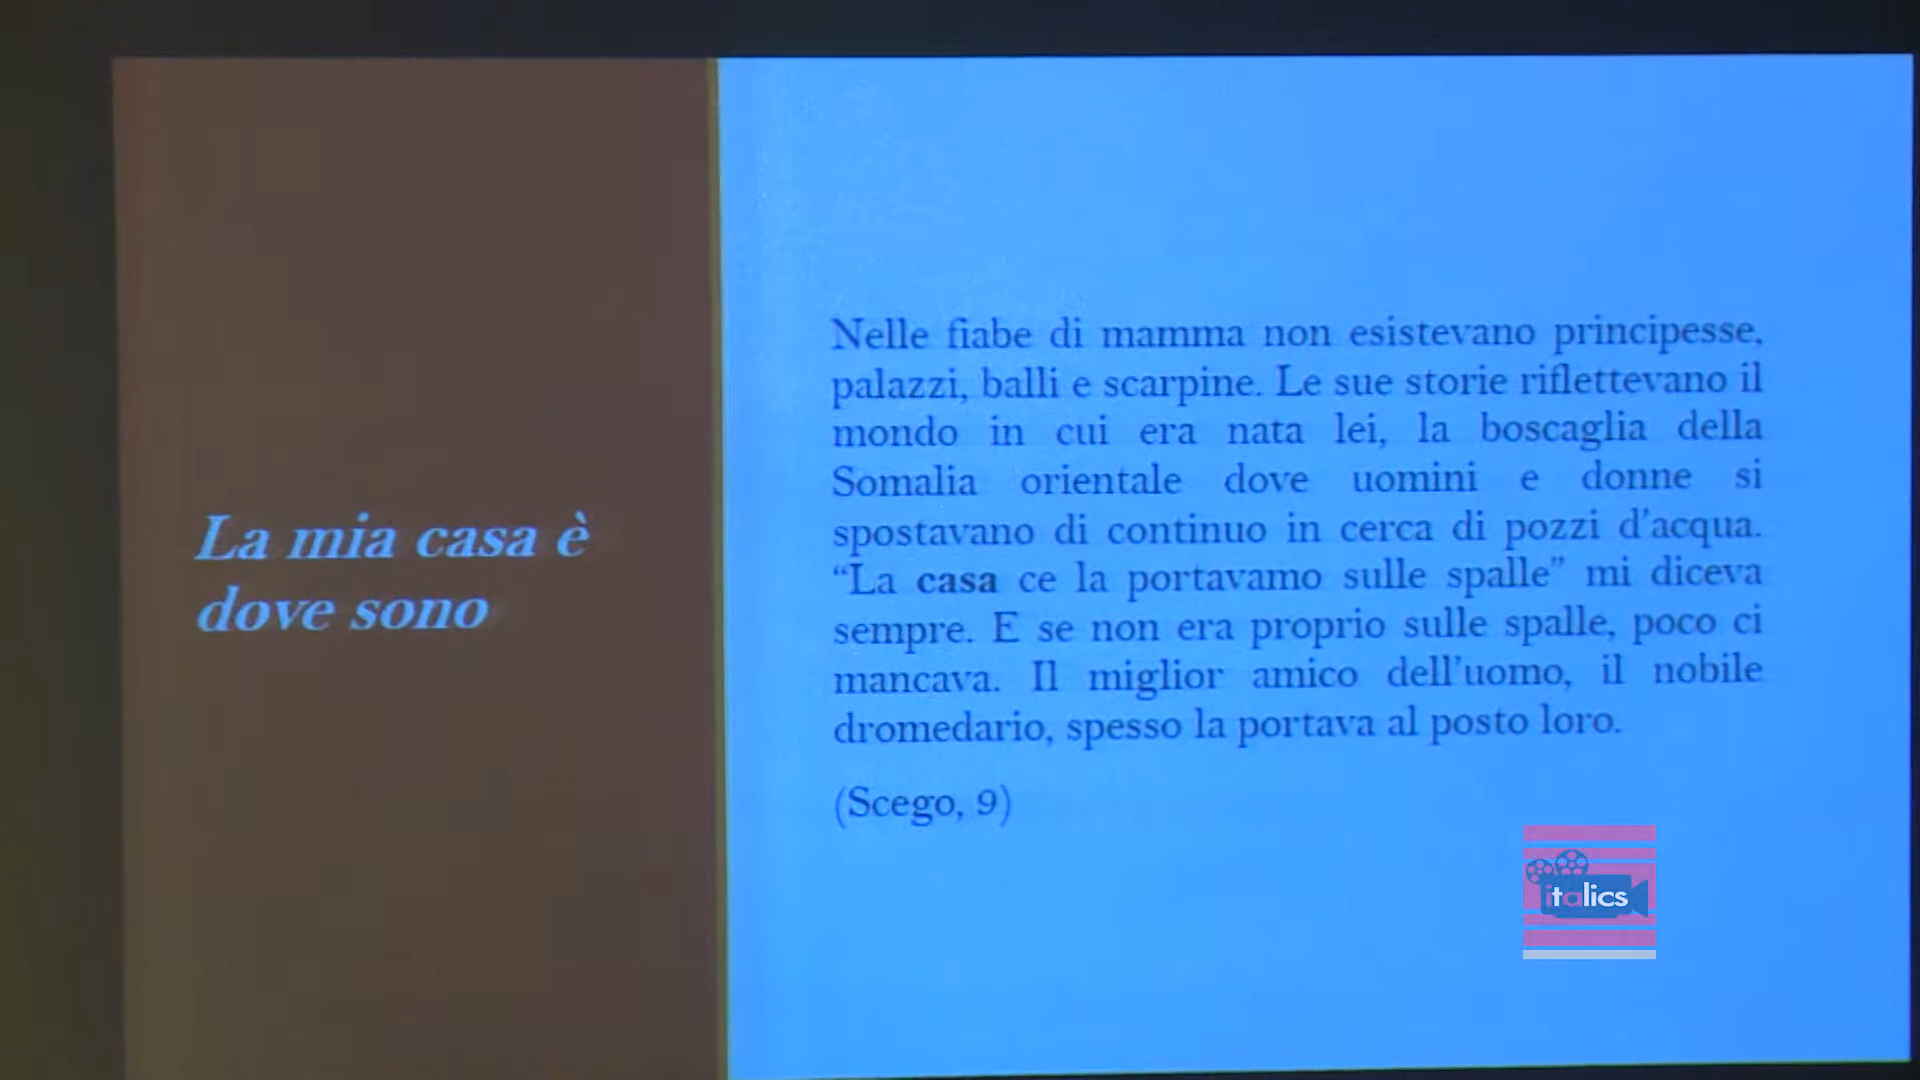 La mia casa è
dove sono
Nelle fiabe di mamma non esistevano principesse,
palazzi, balli e scarpine. Le sue storie riflettevano il
mondo in cui era nata lei, la boscaglia della
Somalia orientale dove uomini e donne si
spostavano di continuo in cerca di pozzi d'acqua.
“La casa ce la portavamo sulle spalle” mi diceva
sempre. E se non era proprio sulle spalle, poco ci
mancava. Il miglior amico dell'uomo, il nobile
dromedario, spesso la portava al posto loro.
(Scego, 9)
italics